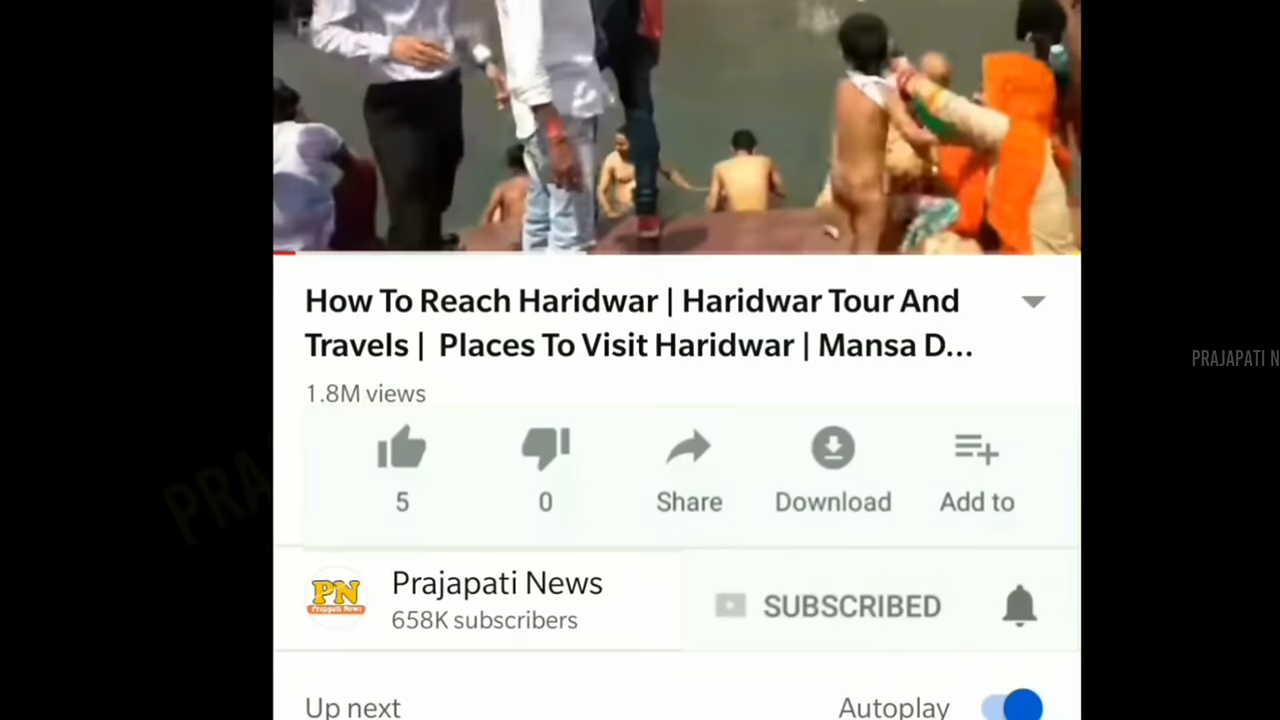 How To Reach Haridwar | Haridwar Tour And
Travels | Places To Visit Haridwar | Mansa D...
1.8M views
5
0
Share
Download
Add to
PN
Prajapati News
Prajapati News
658K subscribers
SUBSCRIBED
Up next
Autoplay
PRAJAPATI N
PRA